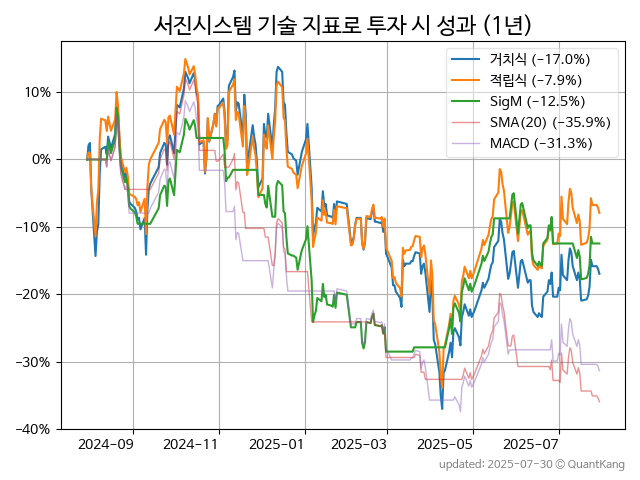 서진시스템 기술 지표로 투자 시 성과 (1년)
거치식 (−17.0%)
적립식 (−7.9%)
SigM (−12.5%)
SMA(20) (−35.9%)
MACD (−31.3%)
10%
0%
−10%
−20%
−30%
−40%
2024-09 2024-11 2025-01 2025-03 2025-05 2025-07
updated: 2025-07-30 © QuantKang